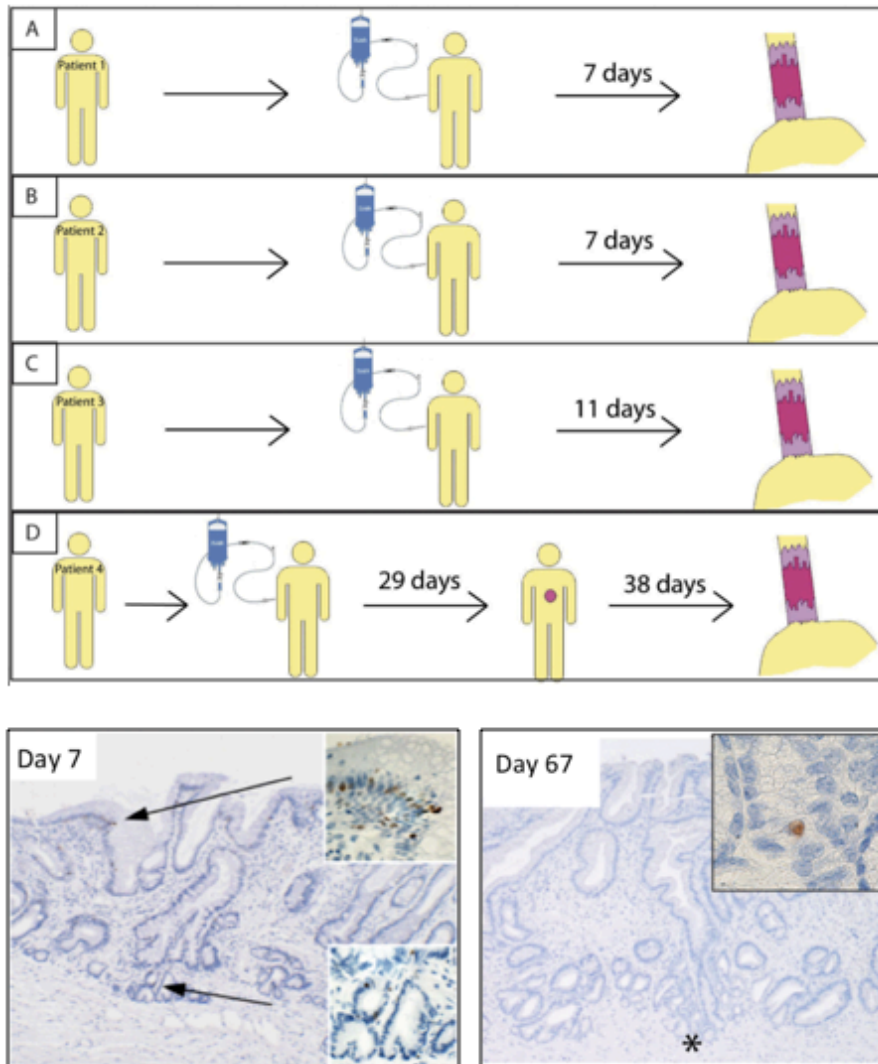 A
Patient 1
7 days
B
Patient 2
7 days
C
Patient 3
11 days
D
Patient 4
29 days
38 days
Day 7
Day 67
*